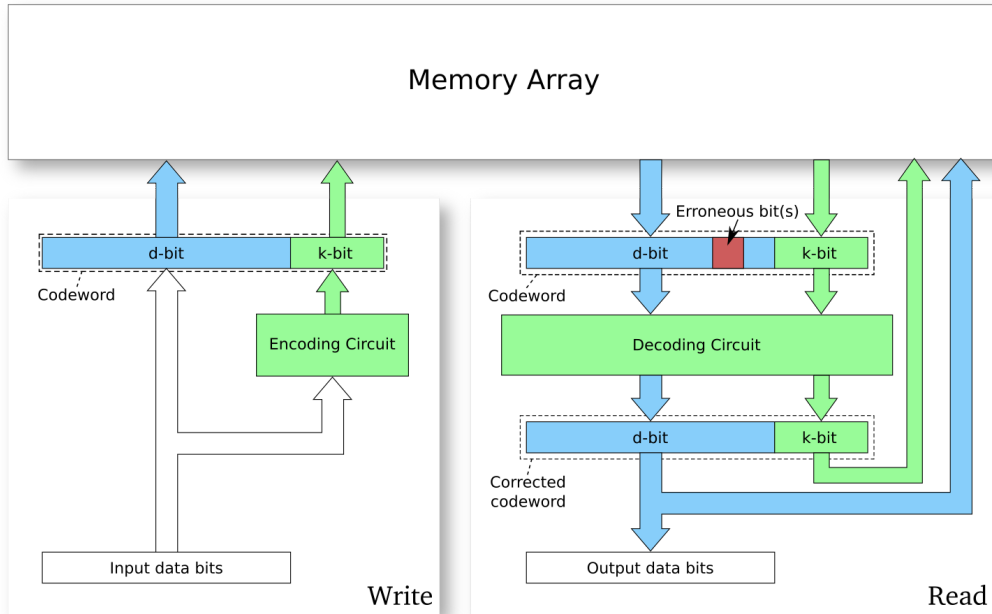 Memory Array
d-bit
k-bit
Codeword
Encoding Circuit
Input data bits
Write
Erroneous bit(s)
d-bit
k-bit
Codeword
Decoding Circuit
d-bit
k-bit
Corrected
codeword
Output data bits
Read